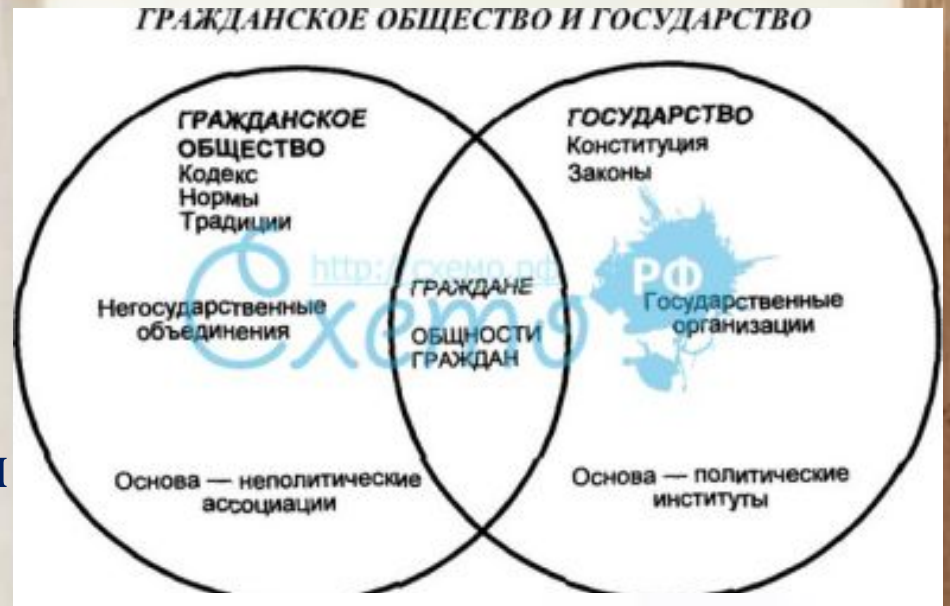 ГРАЖДАНСКОЕ ОБЩЕСТВО И ГОСУДАРСТВО
ГРАЖДАНСКОЕ
ОБЩЕСТВО
Кодекс
Нормы
Традиции
Негосударственные
объединения
Основа — неполитические
ассоциации
ГРАЖДАНЕ
ОБЩНОСТИ
ГРАЖДАН
ГОСУДАРСТВО
Конституция
Законы
Государственные
организации
Основа — политические
институты
http://схемо.рф
Схемо
РФ